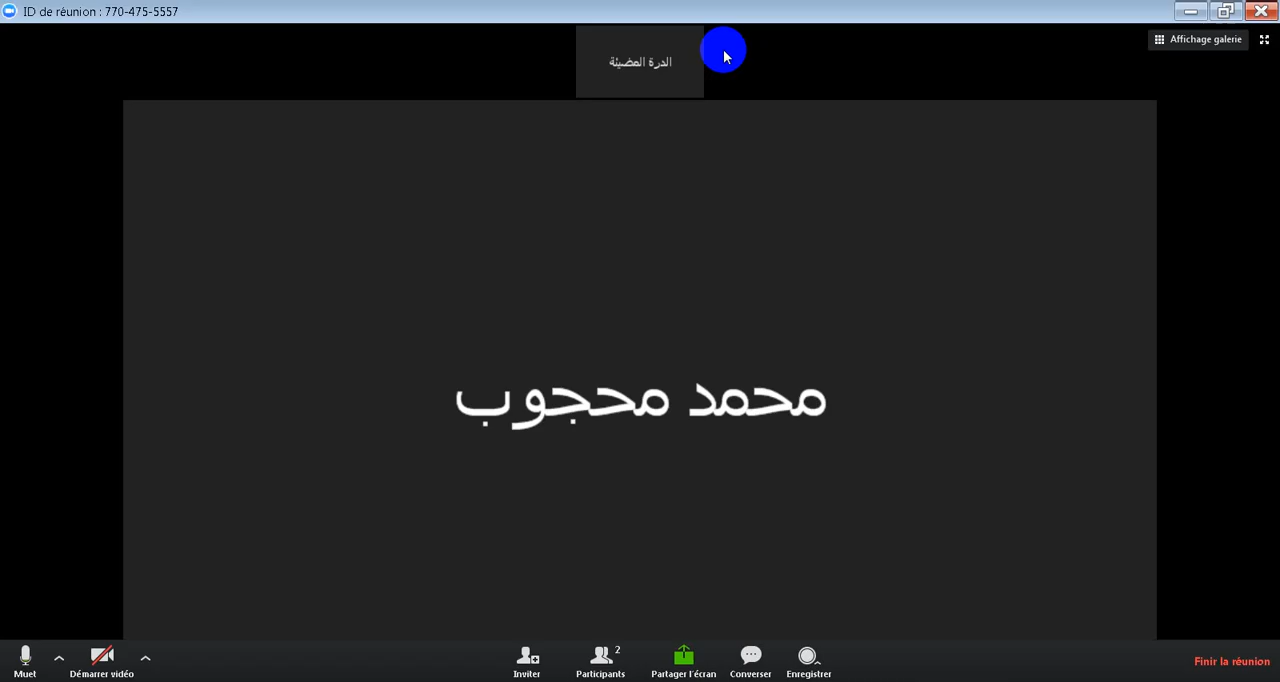 ID de réunion : 770-475-5557
Affichage galerie
الدرة المضيئة
محمد محجوب
Muet
Démarrer vidéo
Inviter
Participants
2
Partager l'écran
Converser
Enregistrer
Finir la réunion